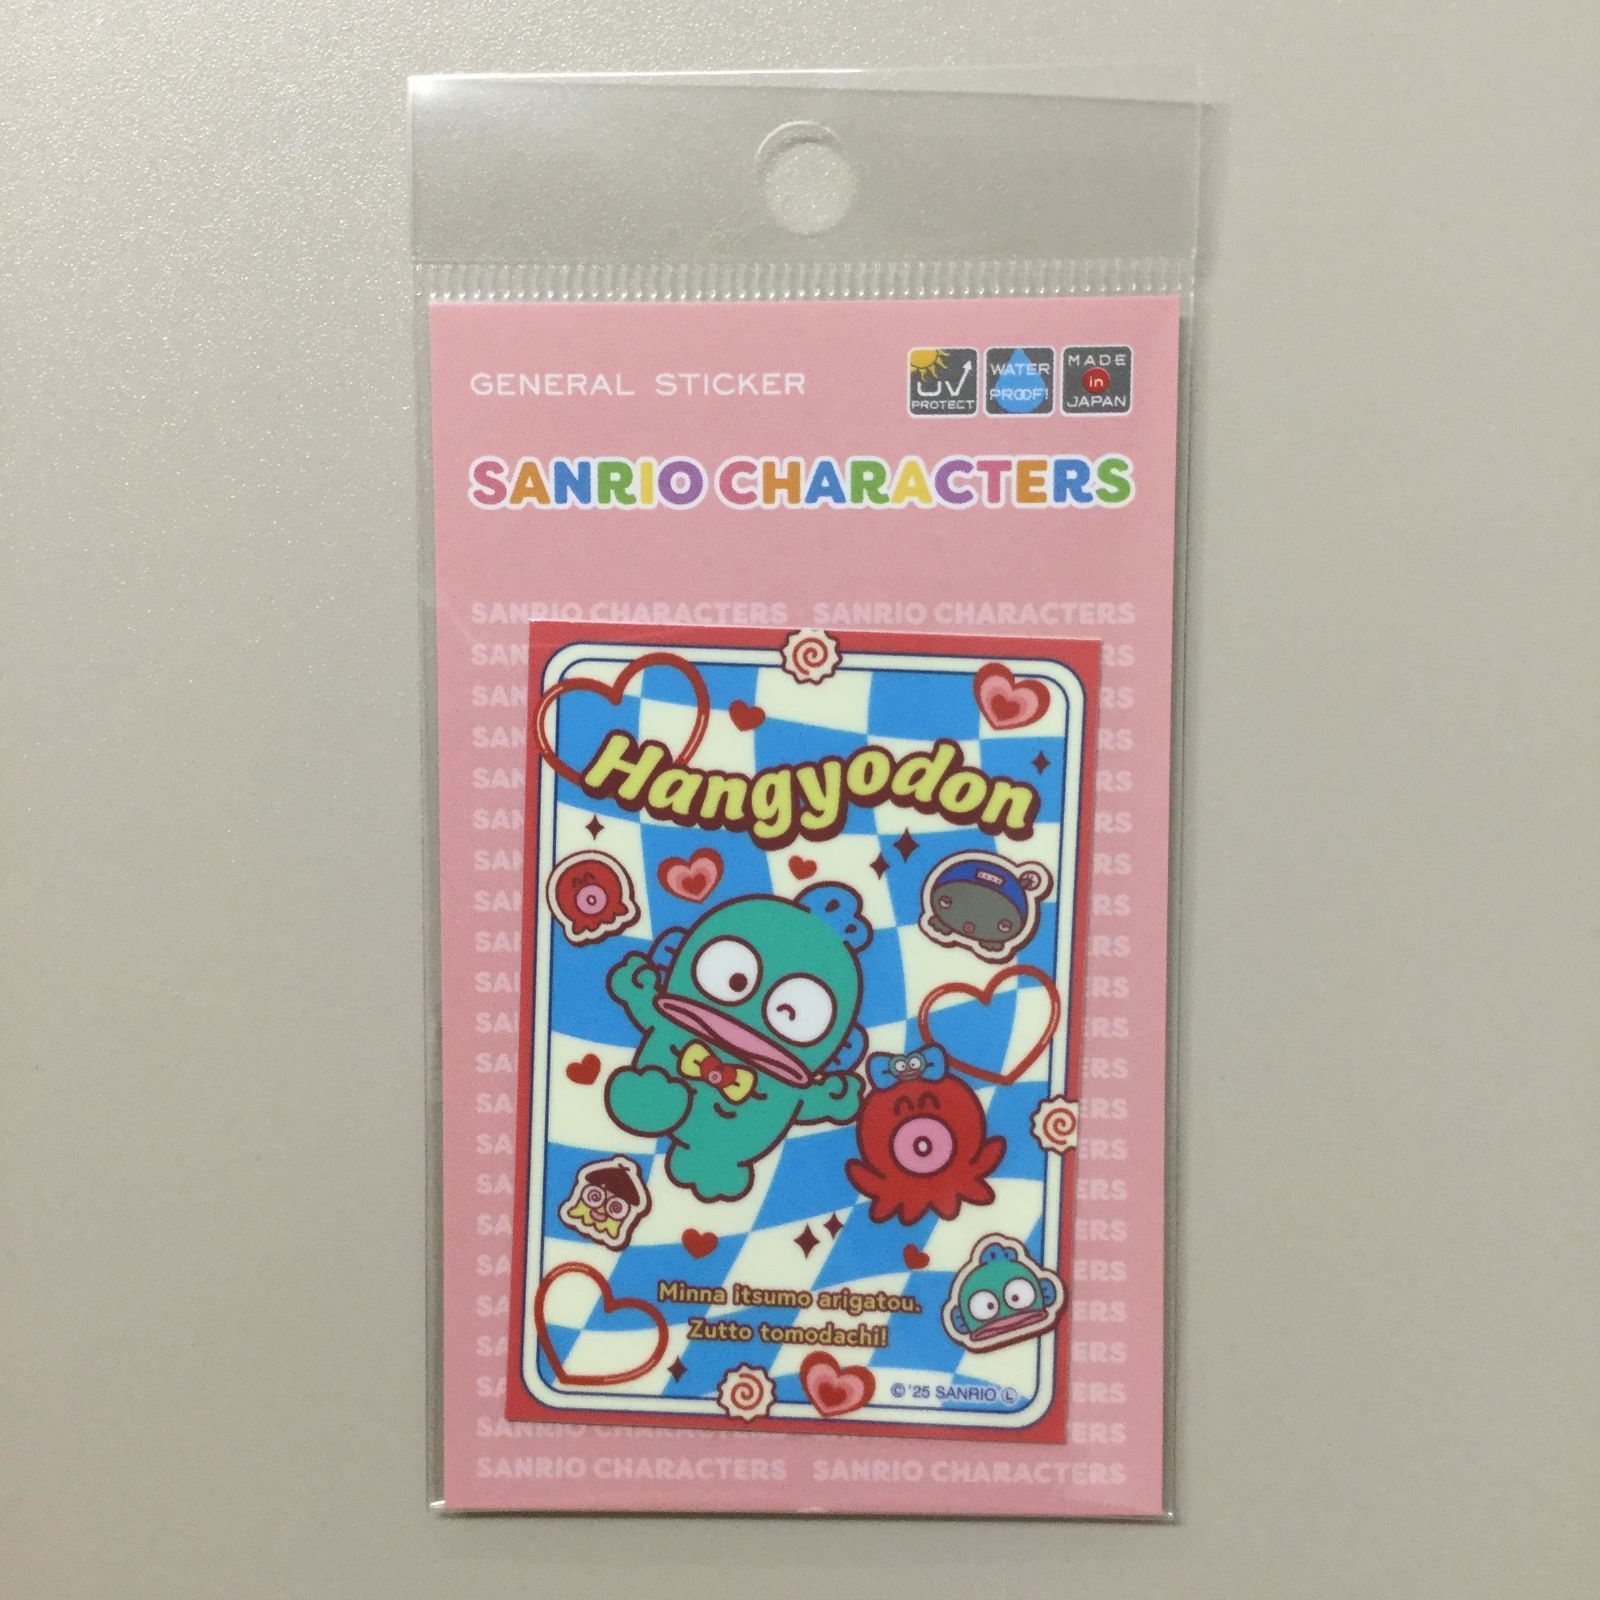 GENERAL STICKER
UV PROTECT
WATER PROOF!
MADE in JAPAN
SANRIO CHARACTERS
SANRIO CHARACTERS SANRIO CHARACTERS
Hangyodon
Minna itsumo arigatou.
Zutto tomodachi!
© '25 SANRIO Ⓛ
SANRIO CHARACTERS SANRIO CHARACTERS